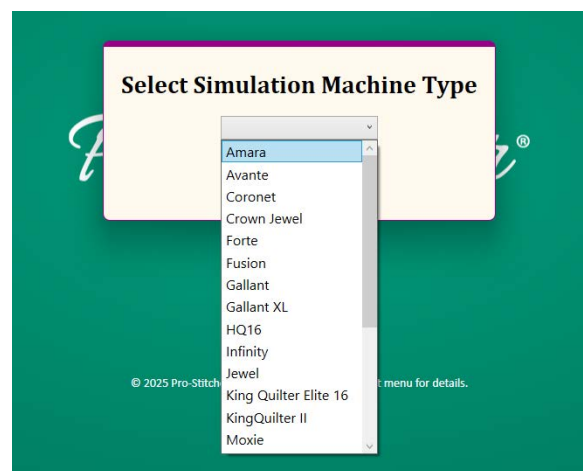 Select Simulation Machine Type
®
Amara
Avante
Coronet
Crown Jewel
Forte
Fusion
Gallant
Gallant XL
HQ16
Infinity
Jewel
King Quilter Elite 16
KingQuilter II
Moxie
© 2025 Pro-Stitch
menu for details.